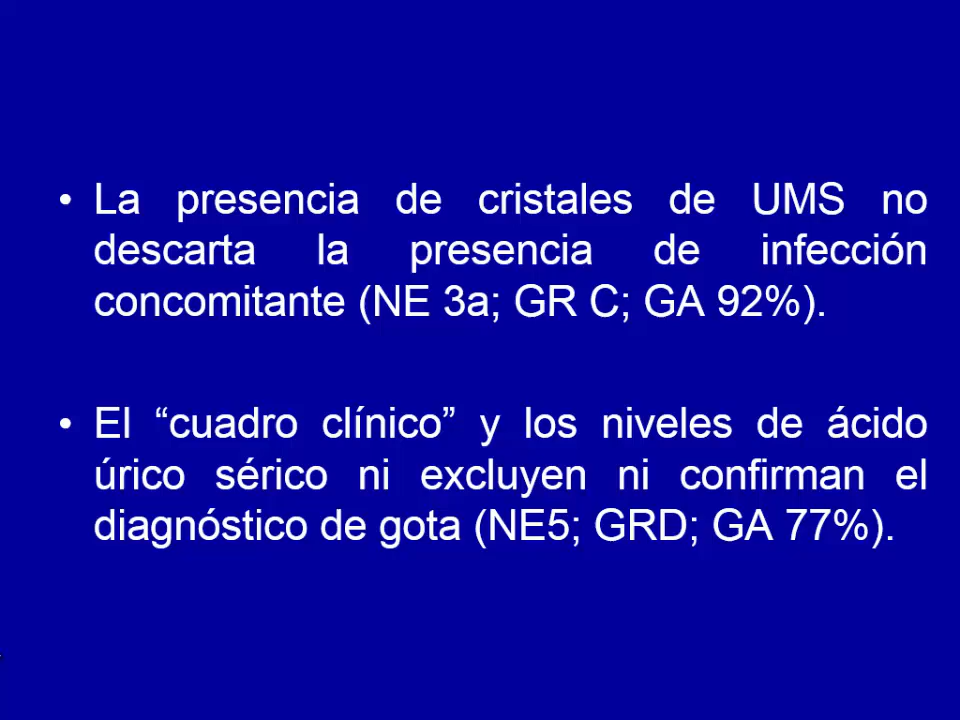 • La presencia de cristales de UMS no
descarta la presencia de infección
concomitante (NE 3a; GR C; GA 92%).
• El “cuadro clínico” y los niveles de ácido
úrico sérico ni excluyen ni confirman el
diagnóstico de gota (NE5; GRD; GA 77%).